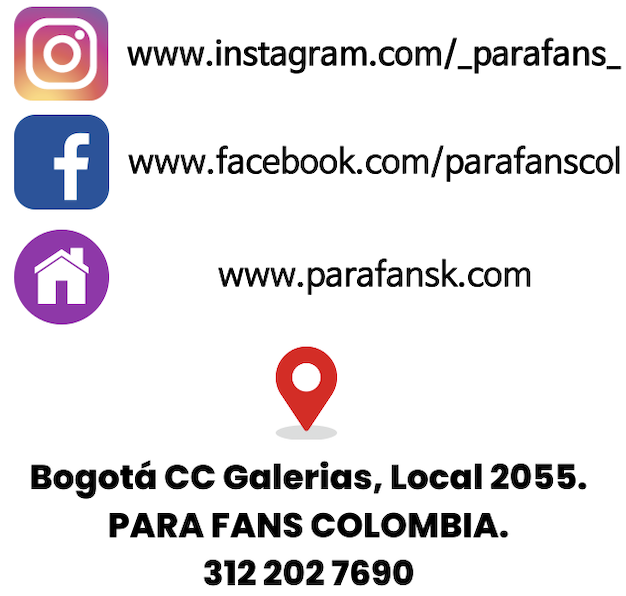 www.instagram.com/_parafans_
www.facebook.com/parafanscol
www.parafansk.com
Bogotá CC Galerias, Local 2055.
PARA FANS COLOMBIA.
312 202 7690